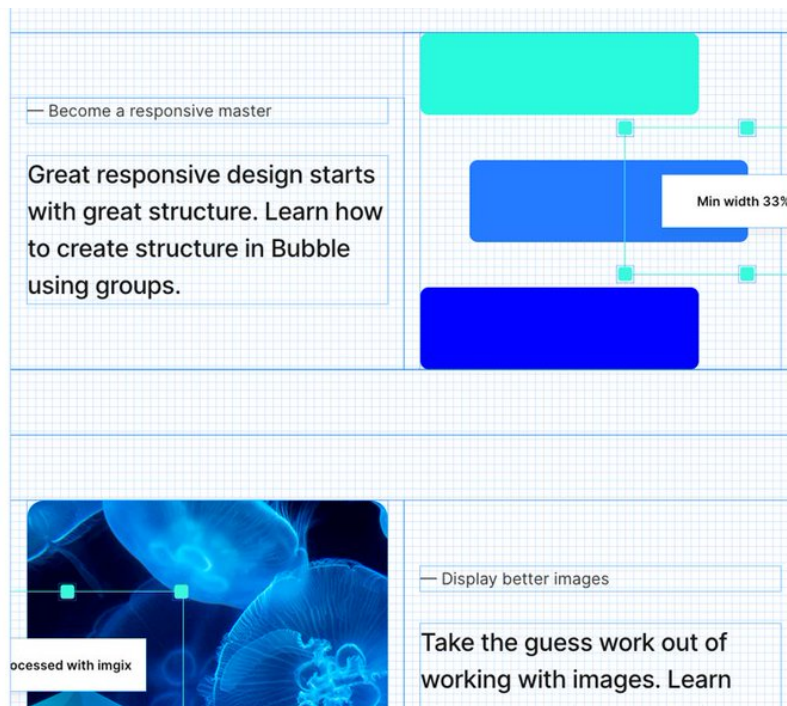 — Become a responsive master
Great responsive design starts
with great structure. Learn how
to create structure in Bubble
using groups.
Min width 33%
— Display better images
Take the guess work out of
working with images. Learn
ocessed with imgix